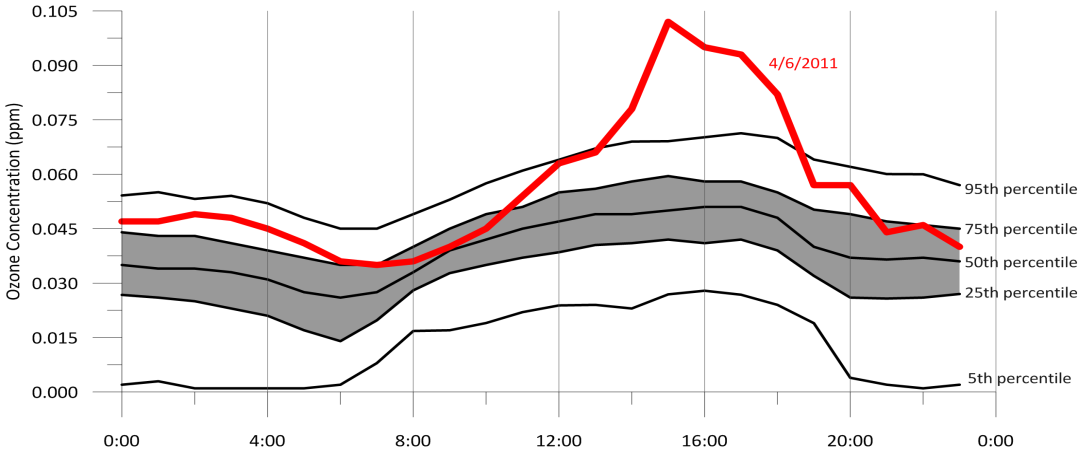 Ozone Concentration (ppm)
0.105
0.090
0.075
0.060
0.045
0.030
0.015
0.000
4/6/2011
95th percentile
75th percentile
50th percentile
25th percentile
5th percentile
0:00 4:00 8:00 12:00 16:00 20:00 0:00